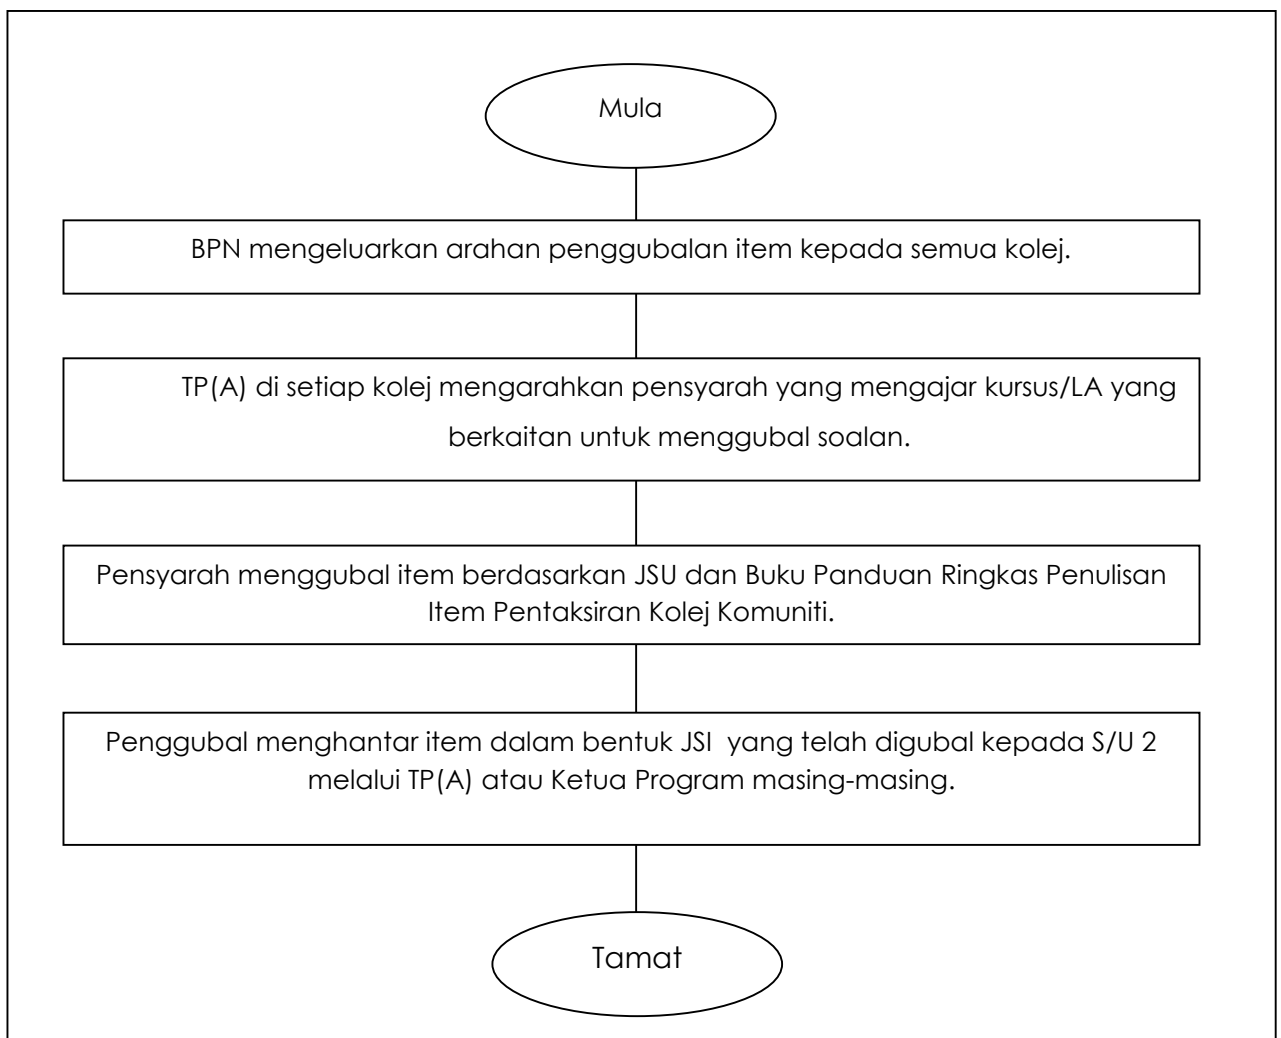 Mula
BPN mengeluarkan arahan penggubalan item kepada semua kolej.
TP(A) di setiap kolej mengarahkan pensyarah yang mengajar kursus/LA yang
berkaitan untuk menggubal soalan.
Pensyarah menggubal item berdasarkan JSU dan Buku Panduan Ringkas Penulisan
Item Pentaksiran Kolej Komuniti.
Penggubal menghantar item dalam bentuk JSI yang telah digubal kepada S/U 2
melalui TP(A) atau Ketua Program masing-masing.
Tamat